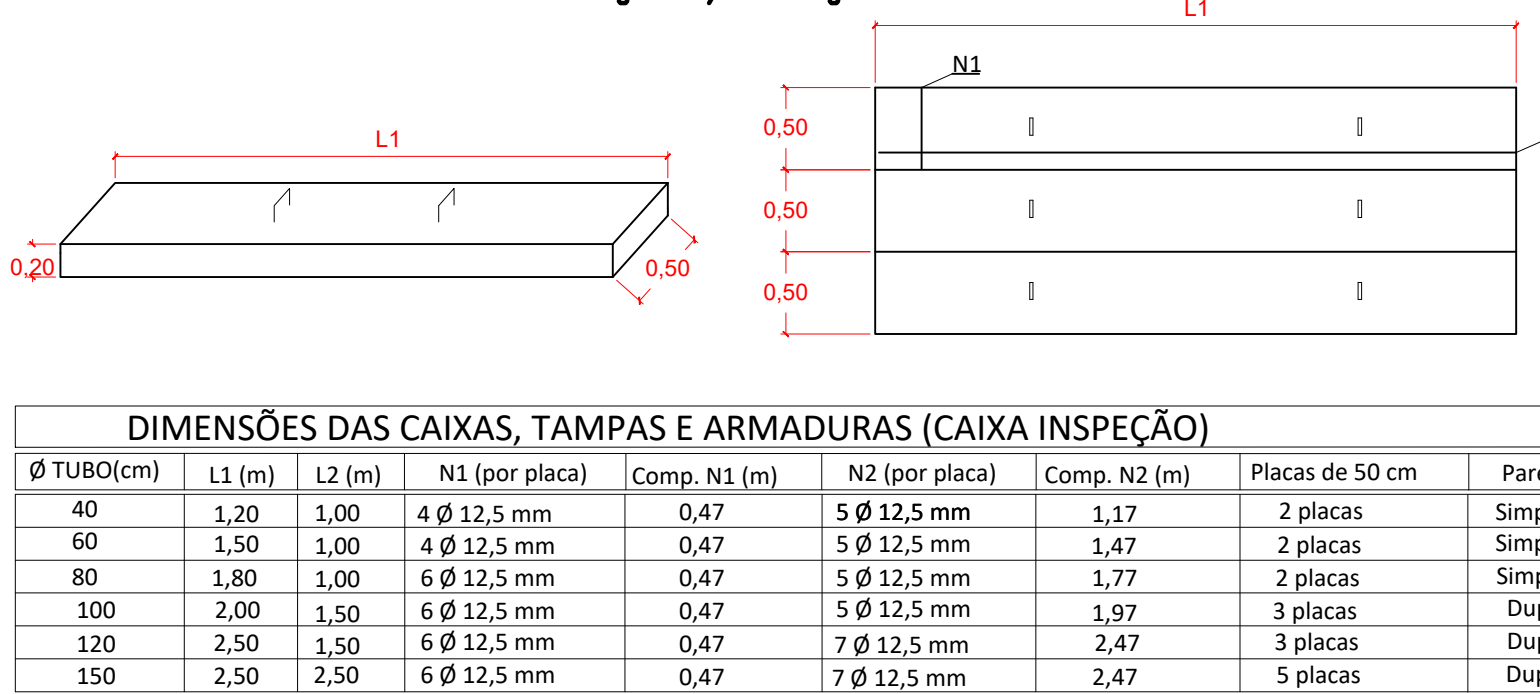 L1
N1
0,50
0,50
0,50
L1
0,20
0,50
DIMENSÕES DAS CAIXAS, TAMPAS E ARMADURAS (CAIXA INSPEÇÃO)
Ø TUBO(cm) L1 (m) L2 (m) N1 (por placa) Comp. N1 (m) N2 (por placa) Comp. N2 (m) Placas de 50 cm
40 1,20 1,00 4 Ø 12,5 mm 0,47 5 Ø 12,5 mm 1,17 2 placas
60 1,50 1,00 4 Ø 12,5 mm 0,47 5 Ø 12,5 mm 1,47 2 placas
80 1,80 1,00 6 Ø 12,5 mm 0,47 5 Ø 12,5 mm 1,77 2 placas
100 2,00 1,50 6 Ø 12,5 mm 0,47 5 Ø 12,5 mm 1,97 3 placas
120 2,50 1,50 6 Ø 12,5 mm 0,47 7 Ø 12,5 mm 2,47 3 placas
150 2,50 2,50 6 Ø 12,5 mm 0,47 7 Ø 12,5 mm 2,47 5 placas